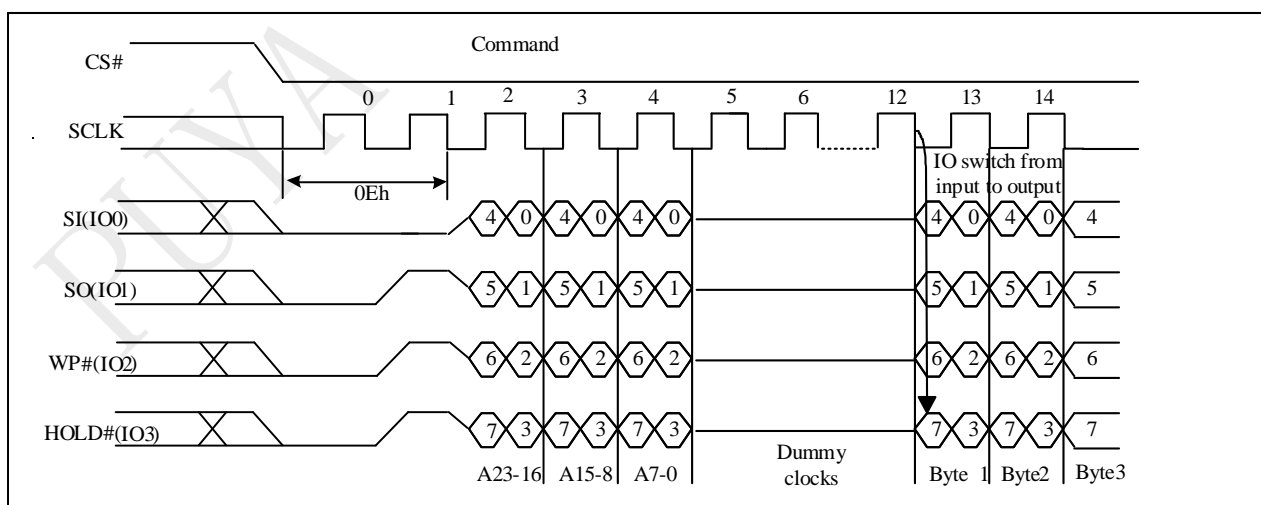 Command
CS#
0 1 2 3 4 5 6 12 13 14
SCLK
IO switch from
input to output
0Eh
SI(IO0) 4 0 4 0 4 0 4 0 4 0 4
SO(IO1) 5 1 5 1 5 1 5 1 5 1 5
WP#(IO2) 6 2 6 2 6 2 6 2 6 2 6
HOLD#(IO3) 7 3 7 3 7 3 7 3 7 3 7
A23-16 A15-8 A7-0 Dummy Byte 1 Byte2 Byte3
clocks
PUYA